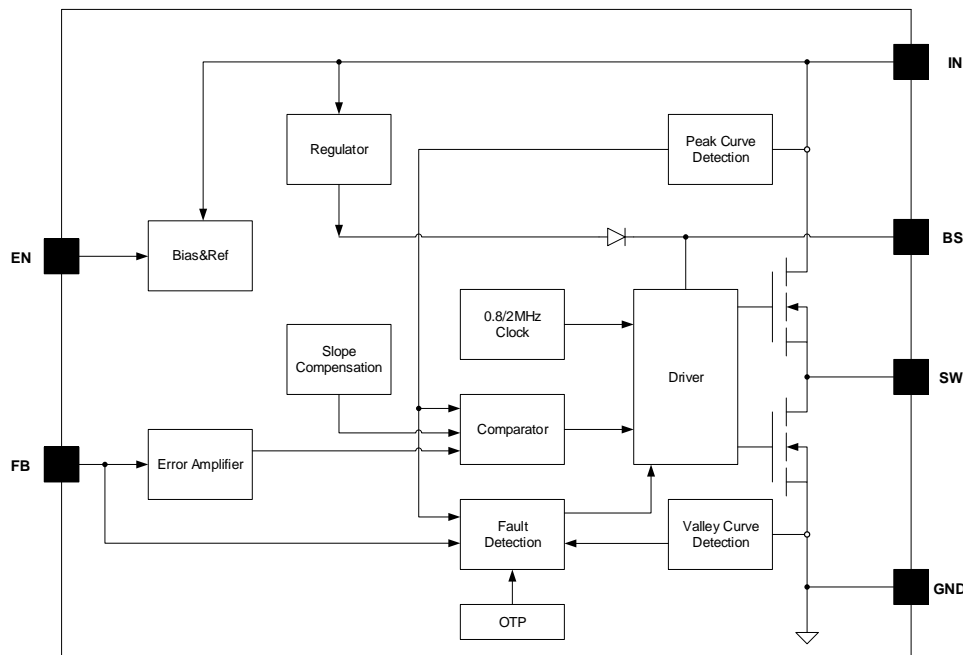 IN
Peak Curve
Detection
Regulator
BS
EN
Bias&Ref
0.8/2MHz
Clock
Slope
Compensation
Driver
SW
Comparator
FB
Error Amplifier
Fault
Detection
Valley Curve
Detection
GND
OTP